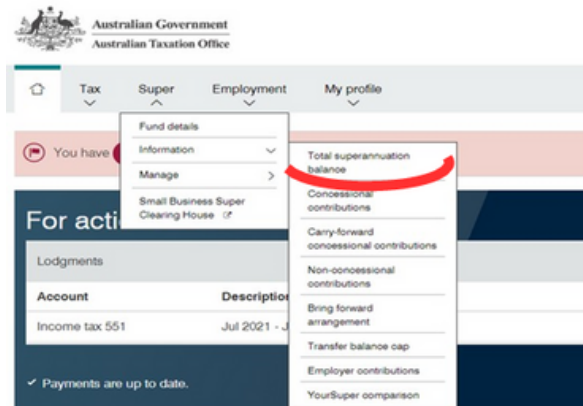 Australian Government
Australian Taxation Office
Tax
Super
Employment
My profile
Fund details
Information
Manage
Small Business Super
Clearing House
You have
Total superannuation
balance
Concessional
contributions
Carry-forward
concessional contributions
Non-concessional
contributions
Bring forward
arrangement
Transfer balance cap
Employer contributions
YourSuper comparison
For acti
Lodgments
Account
Description
Income tax 551
Jul 2021 - J
Payments are up to date.